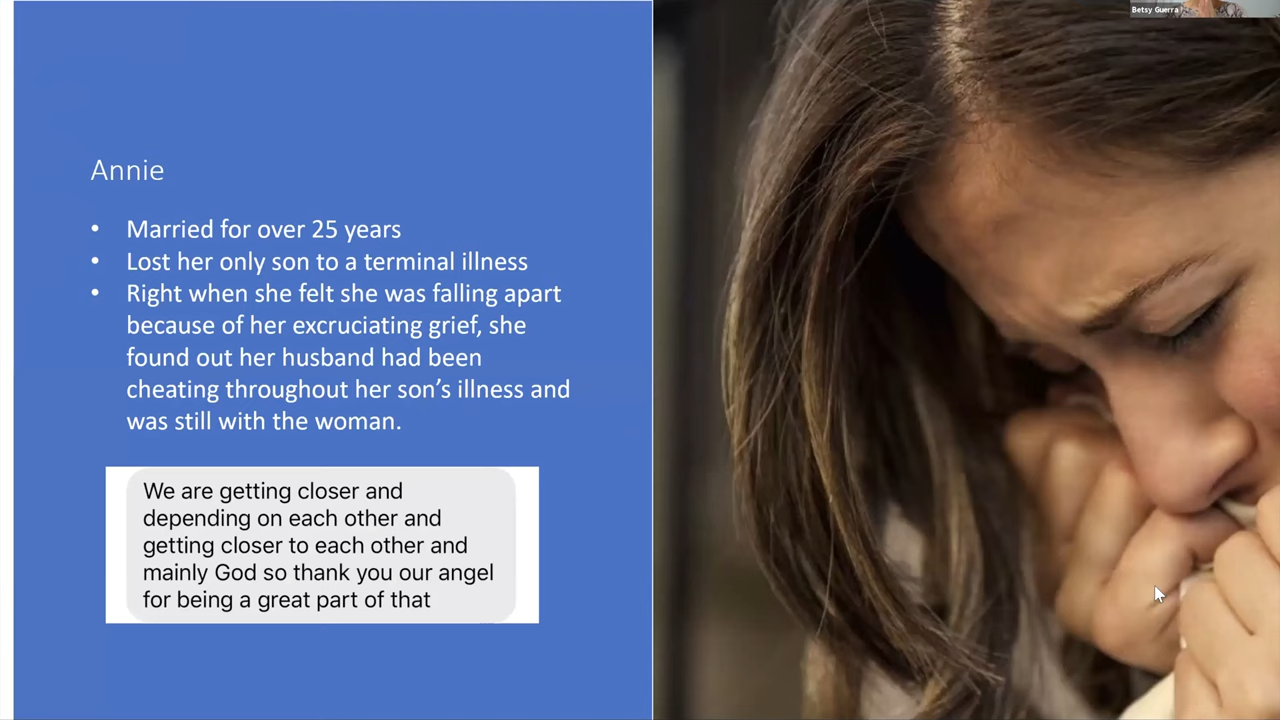 Betsy Guerra
Annie
• Married for over 25 years
• Lost her only son to a terminal illness
• Right when she felt she was falling apart
because of her excruciating grief, she
found out her husband had been
cheating throughout her son’s illness and
was still with the woman.
We are getting closer and
depending on each other and
getting closer to each other and
mainly God so thank you our angel
for being a great part of that